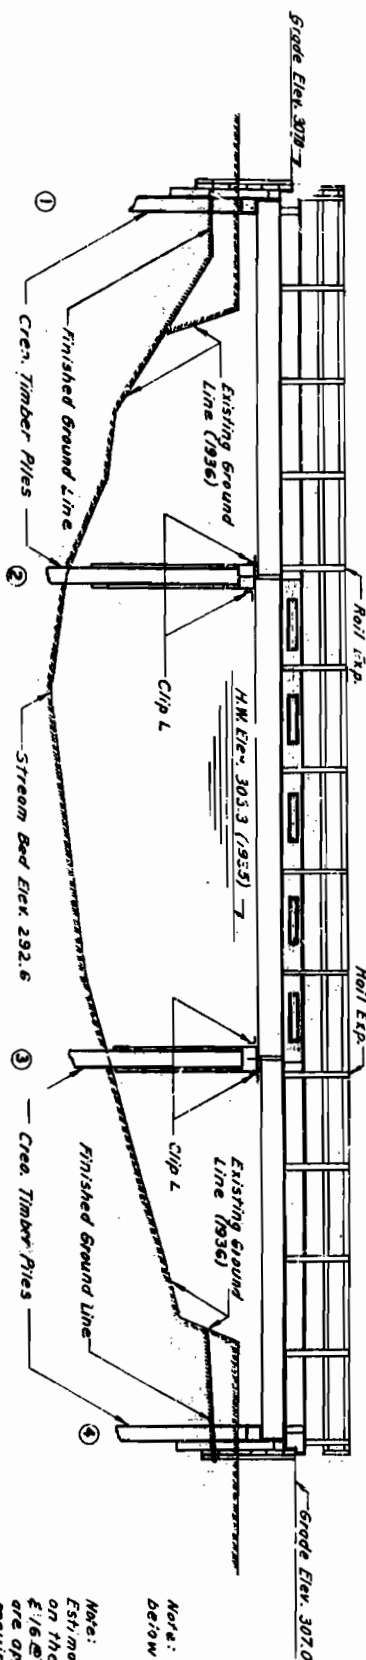 Grade Elev. 307.0
Rail Exp.
Rail Exp.
Grade Elev. 307.0
Existing Ground
Line (1936)
H.W. Elev. 303.3 (1935)
Existing Ground
Line (1936)
Clip L
Clip L
Finished Ground Line
Finished Ground Line
Creo. Timber Piles
Stream Bed Elev. 292.6
Creo. Timber Piles
1
2
3
4
Note:
below
Note:
Estima
on the
are ap